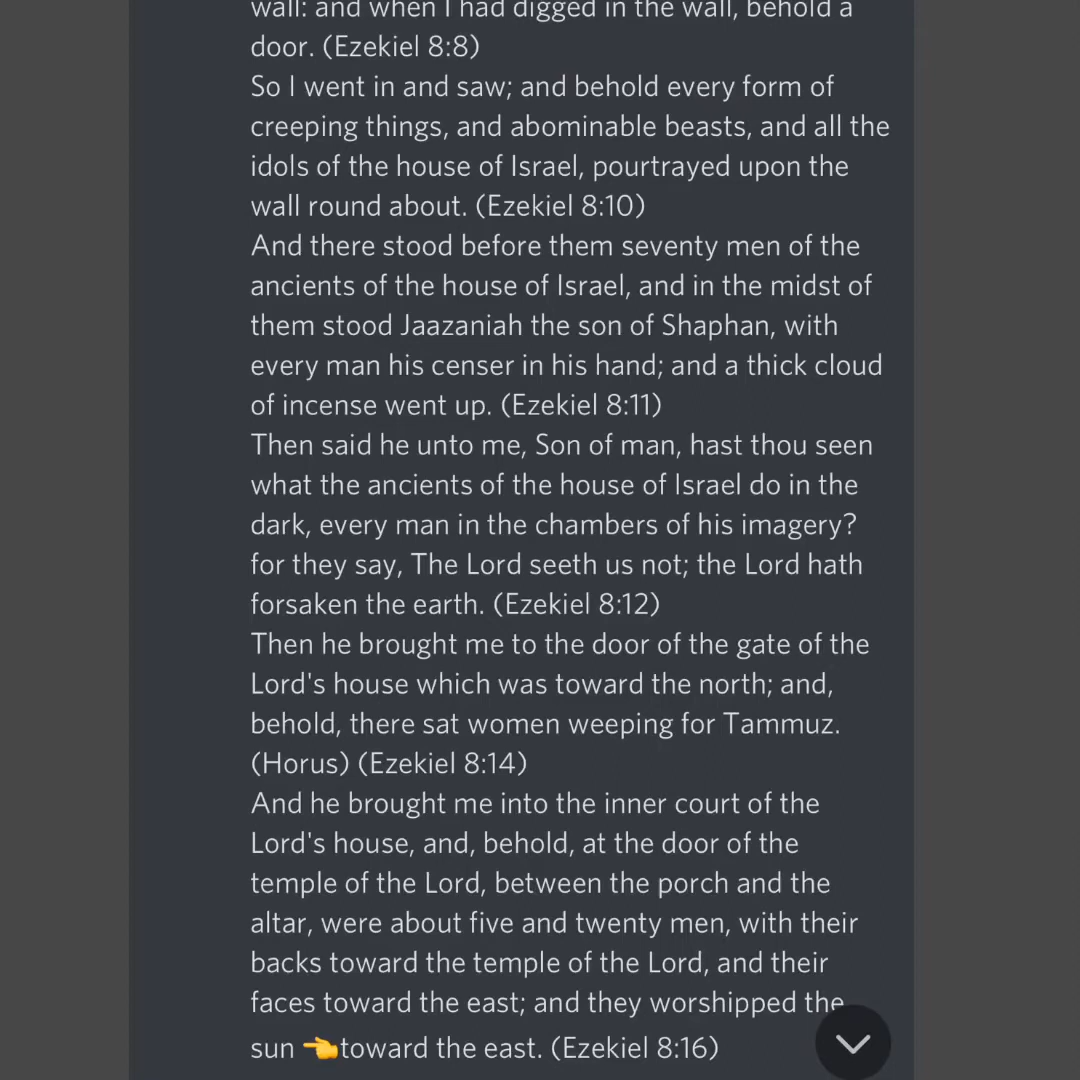 wall: and when I had digged in the wall, behold a
door. (Ezekiel 8:8)
So I went in and saw; and behold every form of
creeping things, and abominable beasts, and all the
idols of the house of Israel, pourtrayed upon the
wall round about. (Ezekiel 8:10)
And there stood before them seventy men of the
ancients of the house of Israel, and in the midst of
them stood Jaazaniah the son of Shaphan, with
every man his censer in his hand; and a thick cloud
of incense went up. (Ezekiel 8:11)
Then said he unto me, Son of man, hast thou seen
what the ancients of the house of Israel do in the
dark, every man in the chambers of his imagery?
for they say, The Lord seeth us not; the Lord hath
forsaken the earth. (Ezekiel 8:12)
Then he brought me to the door of the gate of the
Lord's house which was toward the north; and,
behold, there sat women weeping for Tammuz.
(Horus) (Ezekiel 8:14)
And he brought me into the inner court of the
Lord's house, and, behold, at the door of the
temple of the Lord, between the porch and the
altar, were about five and twenty men, with their
backs toward the temple of the Lord, and their
faces toward the east; and they worshipped the
sun 👈toward the east. (Ezekiel 8:16)